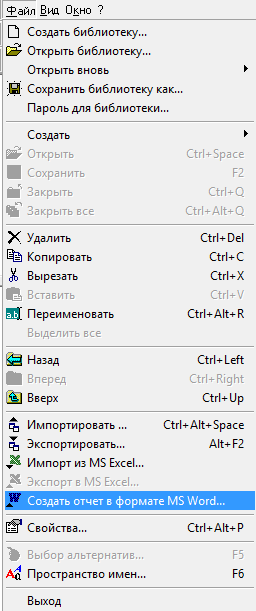 Файл Вид Окно ?
Создать библиотеку...
Открыть библиотеку...
Открыть вновь
Сохранить библиотеку как...
Пароль для библиотеки...
Создать
Открыть Ctrl+Space
Сохранить F2
Закрыть Ctrl+Q
Закрыть все Ctrl+Alt+Q
Удалить Ctrl+Del
Копировать Ctrl+C
Вырезать Ctrl+X
Вставить Ctrl+V
Переименовать Ctrl+Alt+R
Выделить все
Назад Ctrl+Left
Вперед Ctrl+Right
Вверх Ctrl+Up
Импортировать ... Ctrl+Alt+Space
Экспортировать... Alt+F2
Импорт из MS Excel...
Экспорт в MS Excel...
Создать отчет в формате MS Word...
Свойства... Ctrl+Alt+P
Выбор альтернатив... F5
Пространство имен... F6
Выход